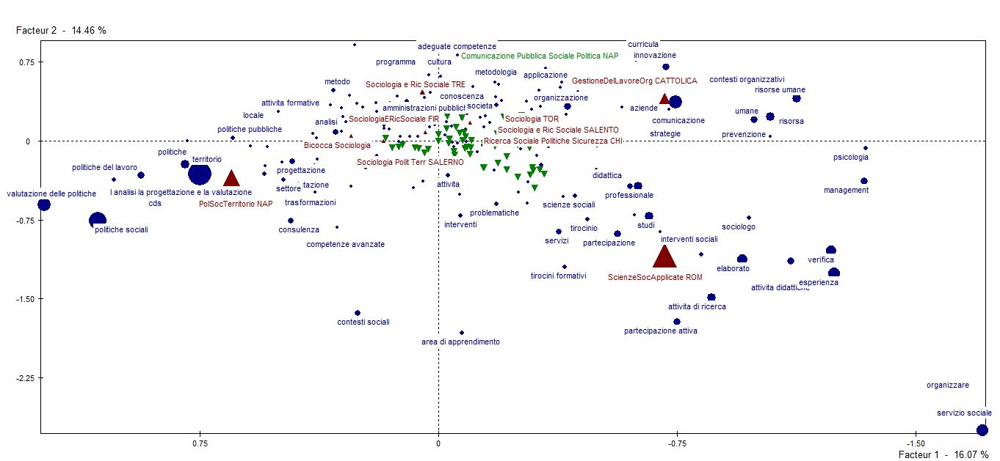 Facteur 2 - 14.46 %
adeguate competenze
curricula
Comunicazione Pubblica Sociale Politica NAP
innovazione
0.75
programma
cultura
metodologia
applicazione
metodo
Sociologia e Ric Sociale TRE
GestioneDelLavoreOrg CATTOLICA
contesti organizzativi
risorse umane
conoscenza
organizzazione
attivita formative
amministrazioni pubblich
societa
aziende
umane
locale
analisi
SociologiaERicSociale FIR
Sociologia TOR
comunicazione
risorsa
politiche pubbliche
Sociologia e Ric Sociale SALENTO
strategie
prevenzione
0
Ricerca Sociale Politiche Sicurezza CHI
Bicocca Sociologia
politiche
territorio
Sociologia Polit Terr SALERNO
psicologia
politiche del lavoro
progettazione
didattica
valutazione delle politiche
l analisi la progettazione e la valutazione
settore
tazione
attivita
professionale
management
cds
PolSocTerritorio NAP
trasformazioni
scienze sociali
problematiche
-0.75
politiche sociali
consulenza
interventi
tirocinio
studi
sociologo
competenze avanzate
servizi
partecipazione
interventi sociali
verifica
tirocini formativi
ScienzeSocApplicate ROM
elaborato
esperienza
attivita didattiche
-1.50
attivita di ricerca
contesti sociali
partecipazione attiva
area di apprendimento
-2.25
organizzare
servizio sociale
0.75
0
-0.75
-1.50
Facteur 1 - 16.07 %